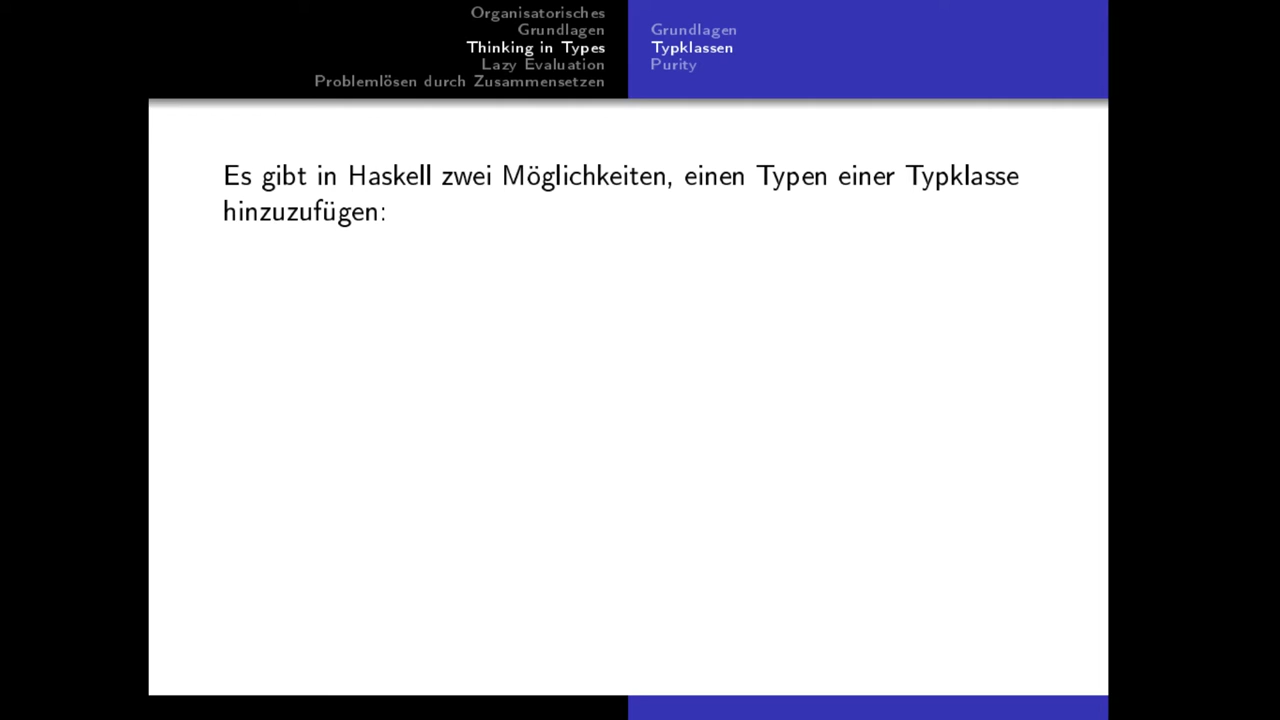 Organisatorisches
Grundlagen
Thinking in Types
Lazy Evaluation
Problemlösen durch Zusammensetzen
Grundlagen
Typklassen
Purity
Es gibt in Haskell zwei Möglichkeiten, einen Typen einer Typklasse
hinzuzufügen: